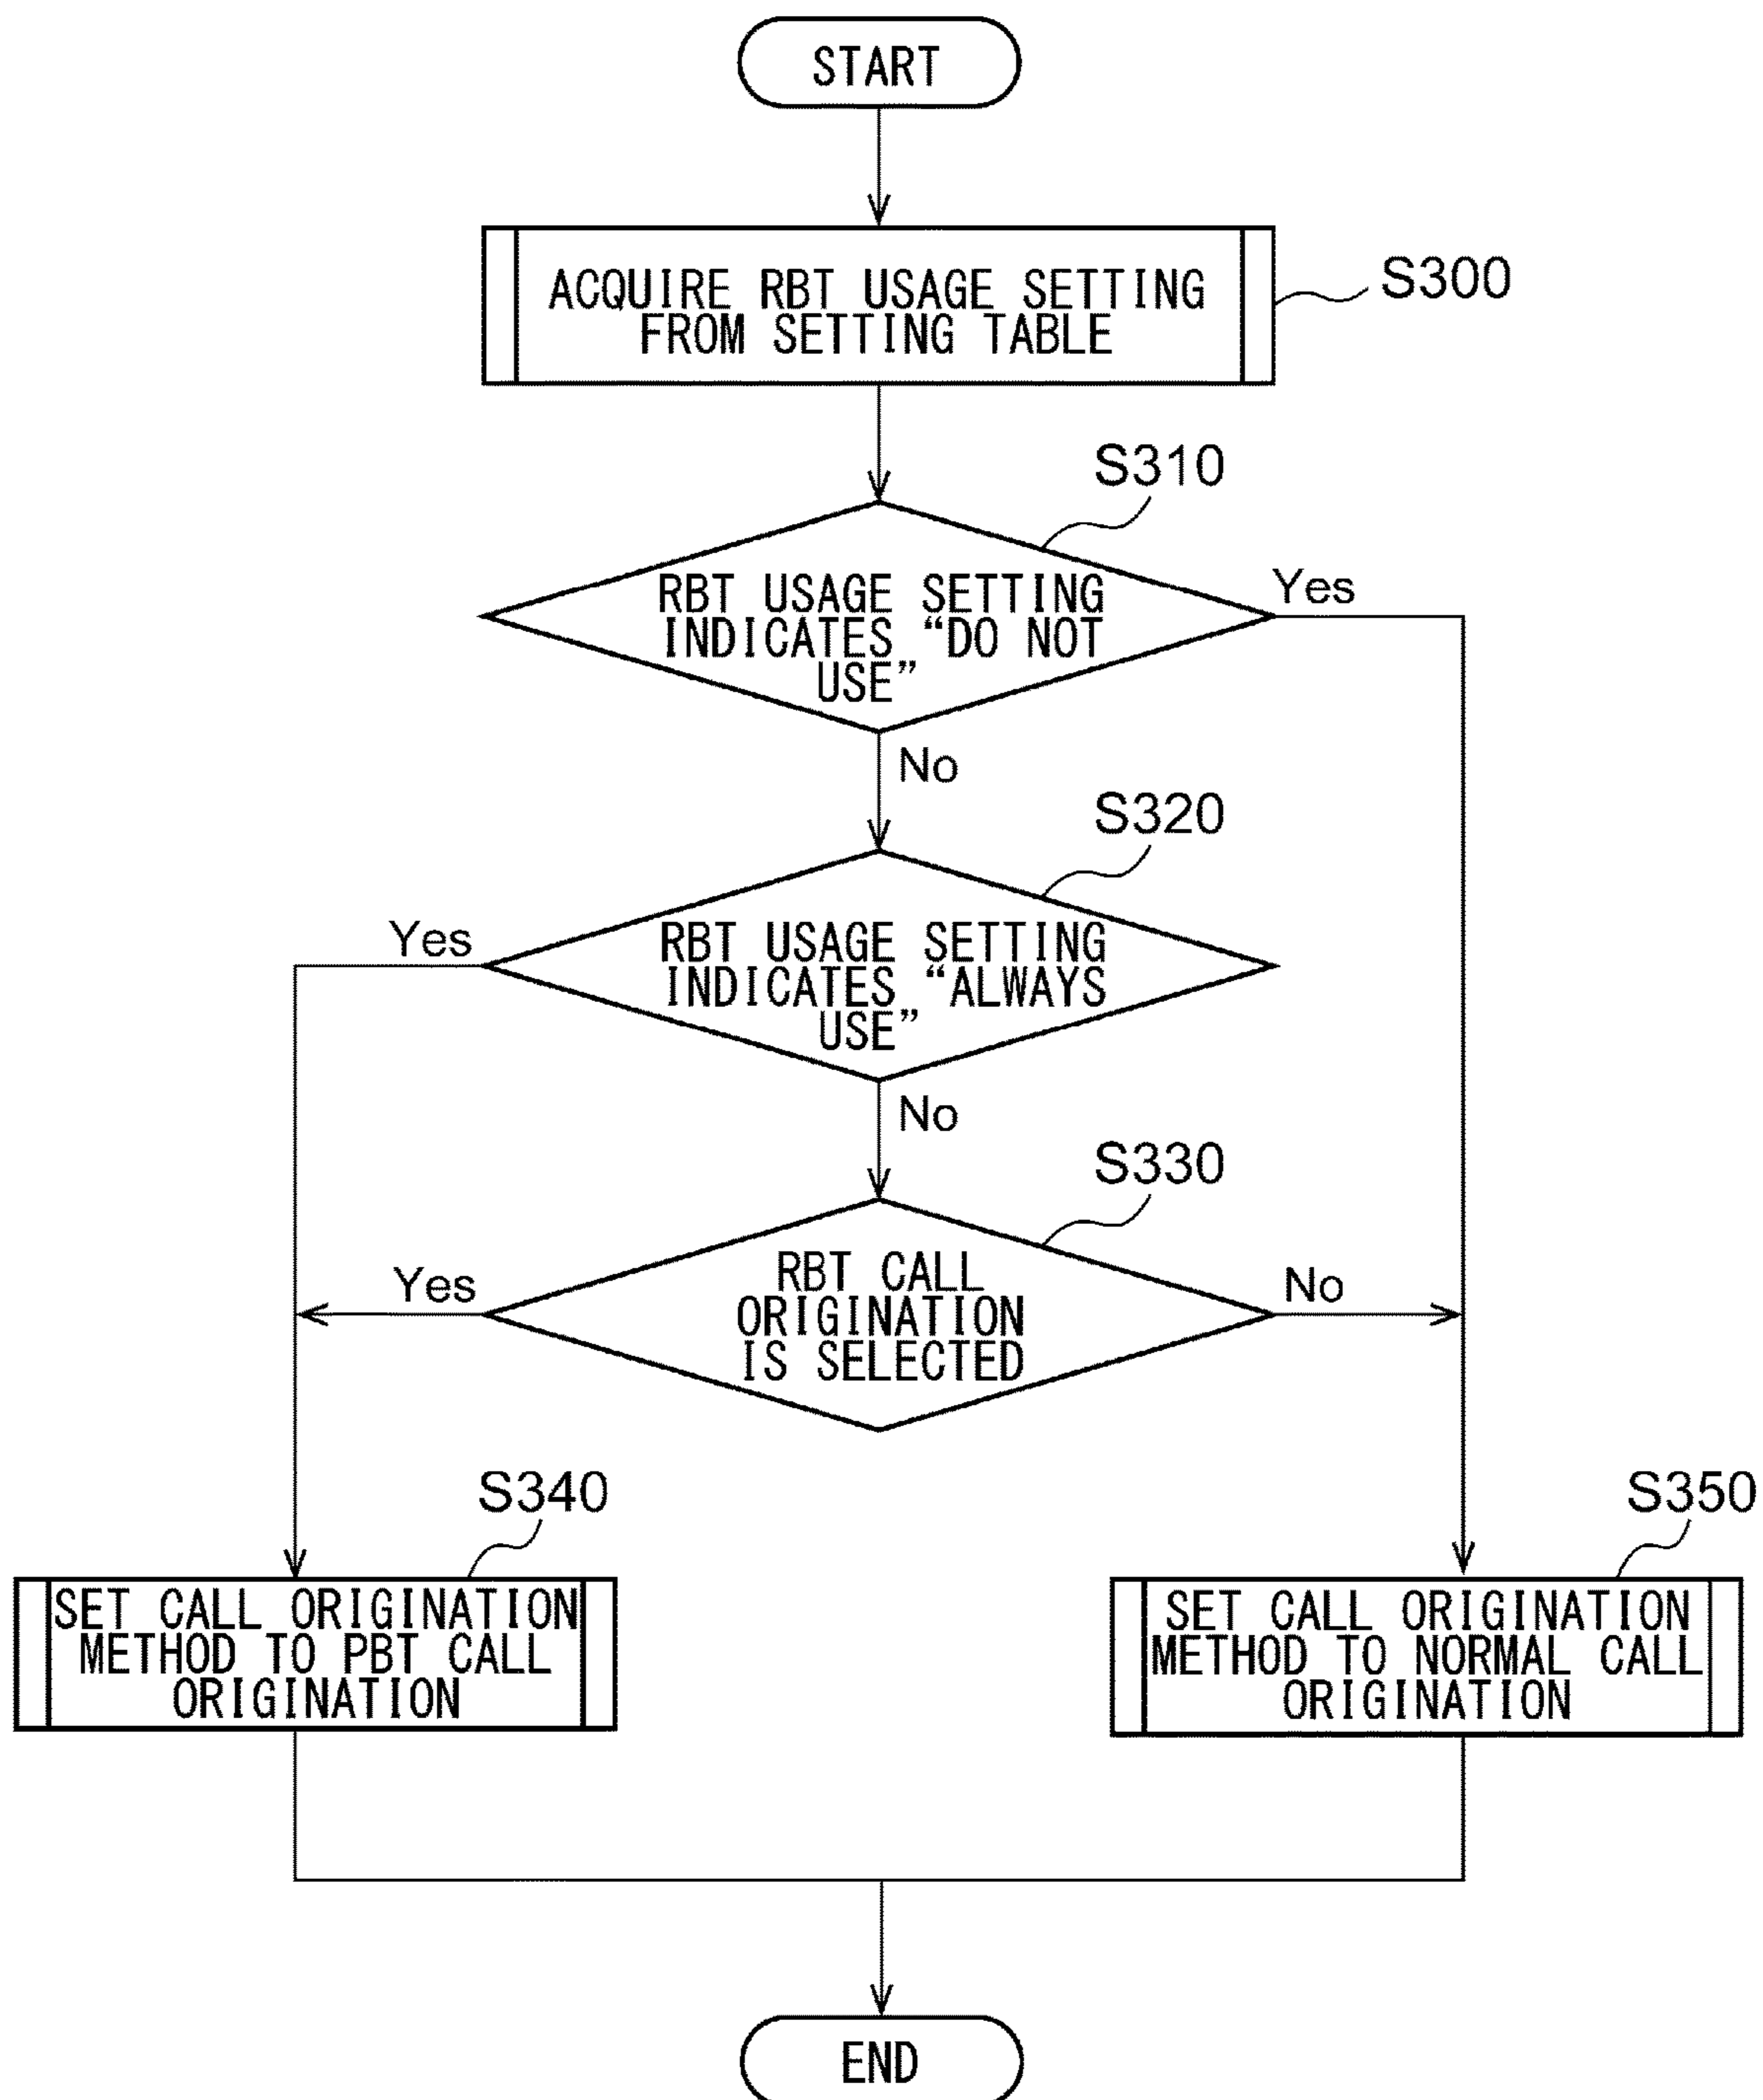 START
ACQUIRE RBT USAGE SETTING
FROM SETTING TABLE
S300
S310
RBT USAGE SETTING
INDICATES “DO NOT
USE”
Yes
No
S320
RBT USAGE SETTING
INDICATES “ALWAYS
USE”
Yes
No
S330
RBT CALL
ORIGINATION
IS SELECTED
Yes
No
S340
SET CALL ORIGINATION
METHOD TO PBT CALL
ORIGINATION
S350
SET CALL ORIGINATION
METHOD TO NORMAL CALL
ORIGINATION
END